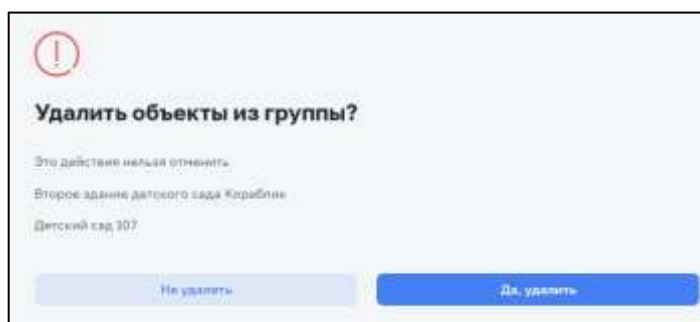 Удалить объекты из группы?
Это действия нельзя отменить
Второе здание детского сада Кораблик
Детский сад 107
Не удалять
Да, удалить